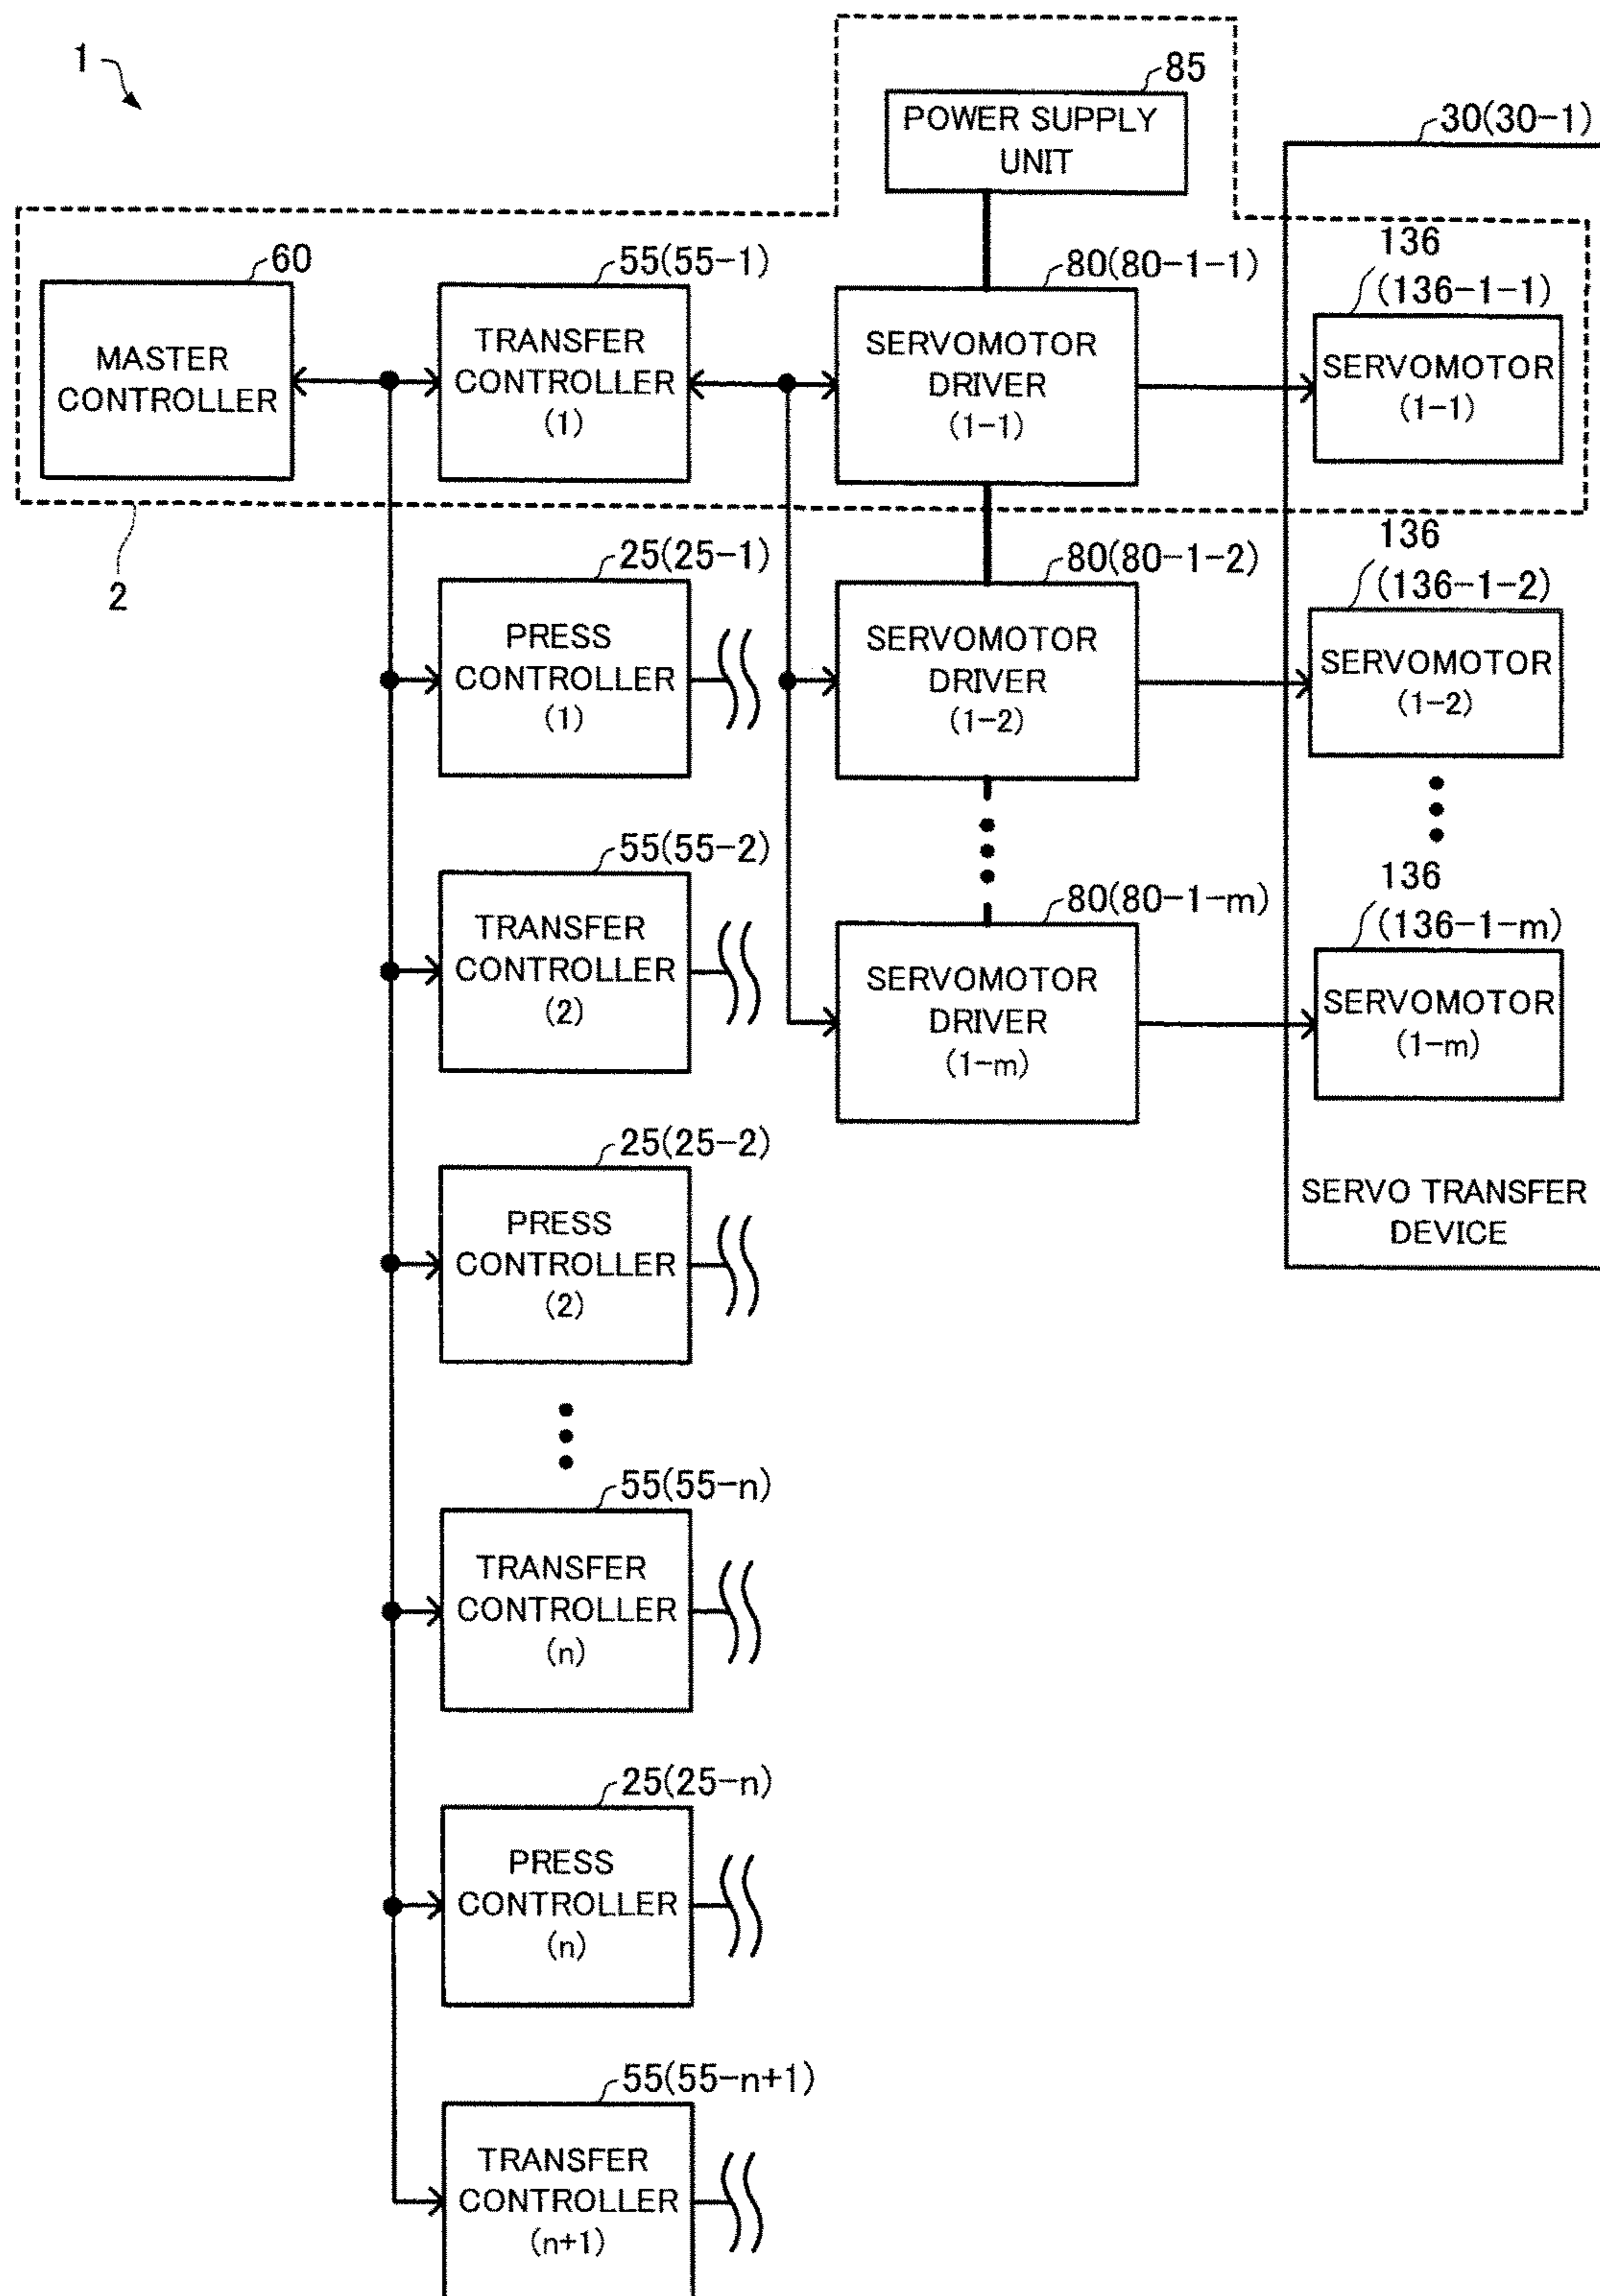 1
85
POWER SUPPLY
UNIT
30(30-1)
60
MASTER
CONTROLLER
55(55-1)
TRANSFER
CONTROLLER
(1)
80(80-1-1)
SERVOMOTOR
DRIVER
(1-1)
136
(136-1-1)
SERVOMOTOR
(1-1)
2
25(25-1)
PRESS
CONTROLLER
(1)
80(80-1-2)
SERVOMOTOR
DRIVER
(1-2)
136
(136-1-2)
SERVOMOTOR
(1-2)
55(55-2)
TRANSFER
CONTROLLER
(2)
80(80-1-m)
SERVOMOTOR
DRIVER
(1-m)
136
(136-1-m)
SERVOMOTOR
(1-m)
SERVO TRANSFER
DEVICE
25(25-2)
PRESS
CONTROLLER
(2)
55(55-n)
TRANSFER
CONTROLLER
(n)
25(25-n)
PRESS
CONTROLLER
(n)
55(55-n+1)
TRANSFER
CONTROLLER
(n+1)